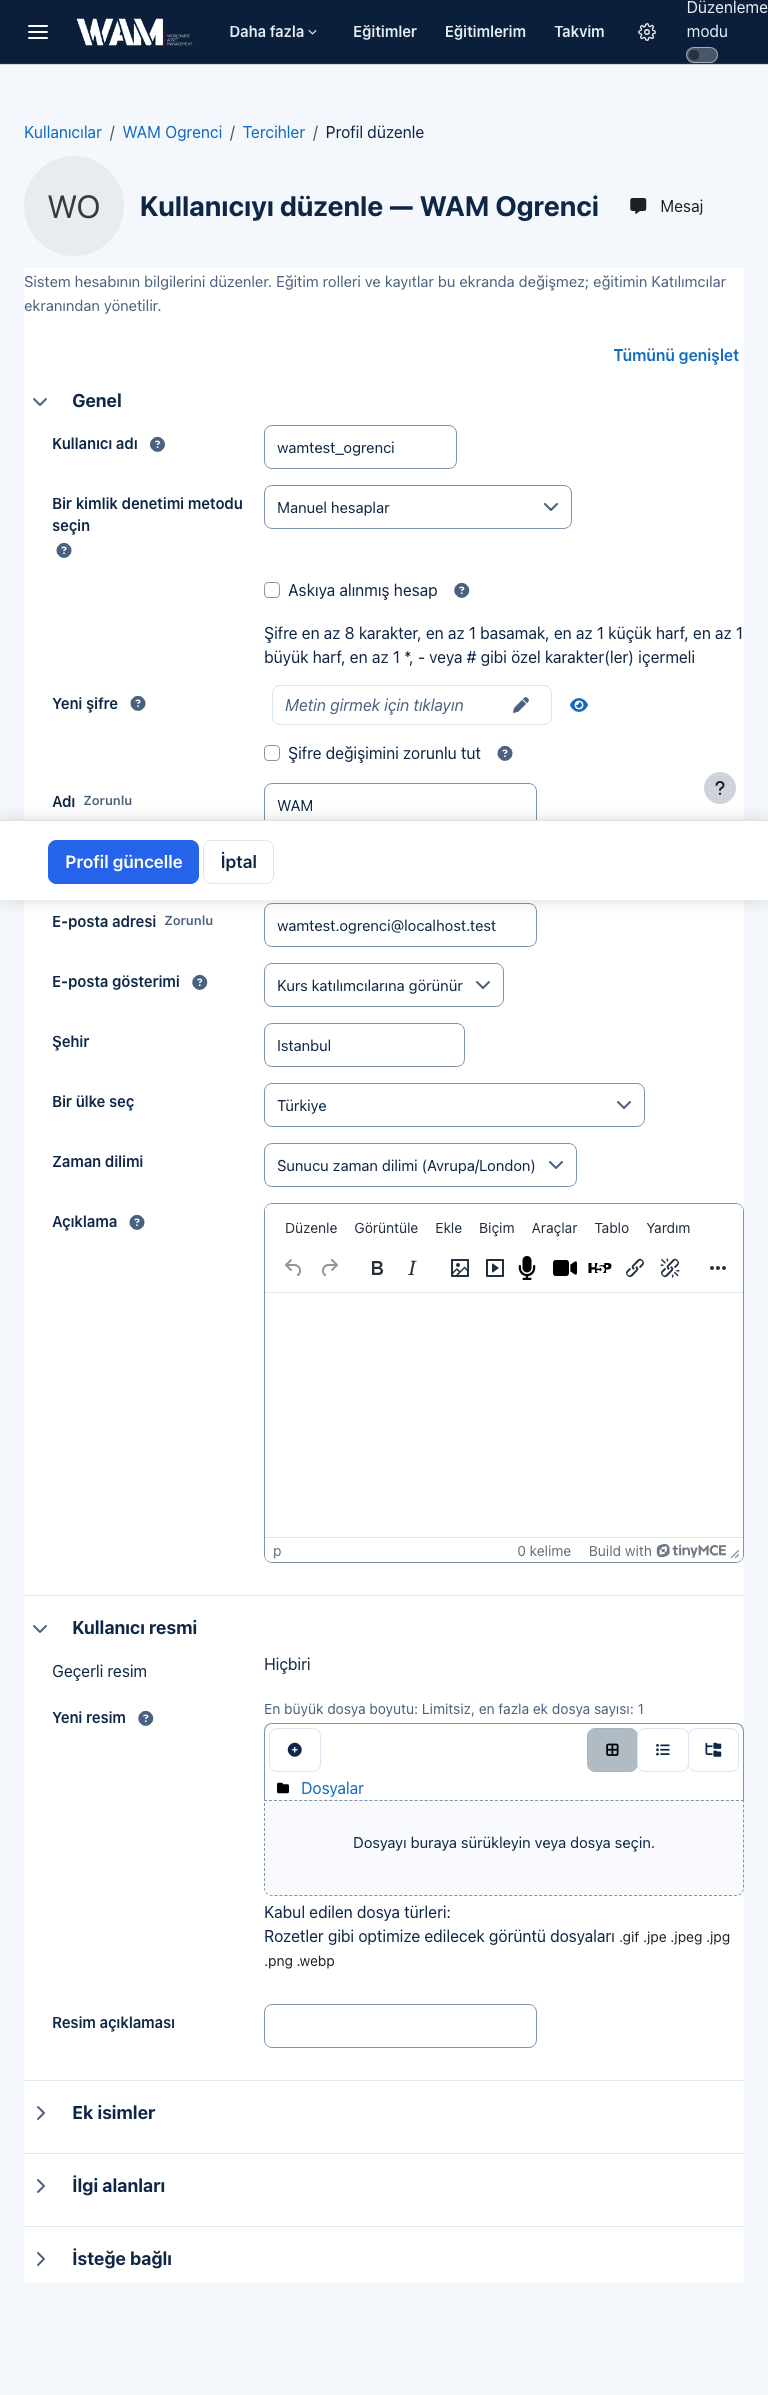 WAM
Daha fazla
Eğitimler
Eğitimlerim
Takvim
Düzenleme modu
Kullanıcılar / WAM Ogrenci / Tercihler / Profil düzenle
WO
Kullanıcıyı düzenle — WAM Ogrenci
Mesaj
Sistem hesabının bilgilerini düzenler. Eğitim rolleri ve kayıtlar bu ekranda değişmez; eğitimin Katılımcılar
ekranından yönetilir.
Tümünü genişlet
Genel
Kullanıcı adı ?
wamtest_ogrenci
Bir kimlik denetimi metodu
seçin
?
Manuel hesaplar
Askıya alınmış hesap ?
Şifre en az 8 karakter, en az 1 basamak, en az 1 küçük harf, en az 1
büyük harf, en az 1 *, - veya # gibi özel karakter(ler) içermeli
Yeni şifre ?
Metin girmek için tıklayın
Şifre değişimini zorunlu tut ?
Adı Zorunlu
WAM
?
Profil güncelle
İptal
E-posta adresi Zorunlu
wamtest.ogrenci@localhost.test
E-posta gösterimi ?
Kurs katılımcılarına görünür
Şehir
Istanbul
Bir ülke seç
Türkiye
Zaman dilimi
Sunucu zaman dilimi (Avrupa/London)
Açıklama ?
Düzenle Görüntüle Ekle Biçim Araçlar Tablo Yardım
B I H-P
p
0 kelime
Build with tinyMCE
Kullanıcı resmi
Geçerli resim
Hiçbiri
Yeni resim ?
En büyük dosya boyutu: Limitsiz, en fazla ek dosya sayısı: 1
Dosyalar
Dosyayı buraya sürükleyin veya dosya seçin.
Kabul edilen dosya türleri:
Rozetler gibi optimize edilecek görüntü dosyaları .gif .jpe .jpeg .jpg
.png .webp
Resim açıklaması
Ek isimler
İlgi alanları
İsteğe bağlı